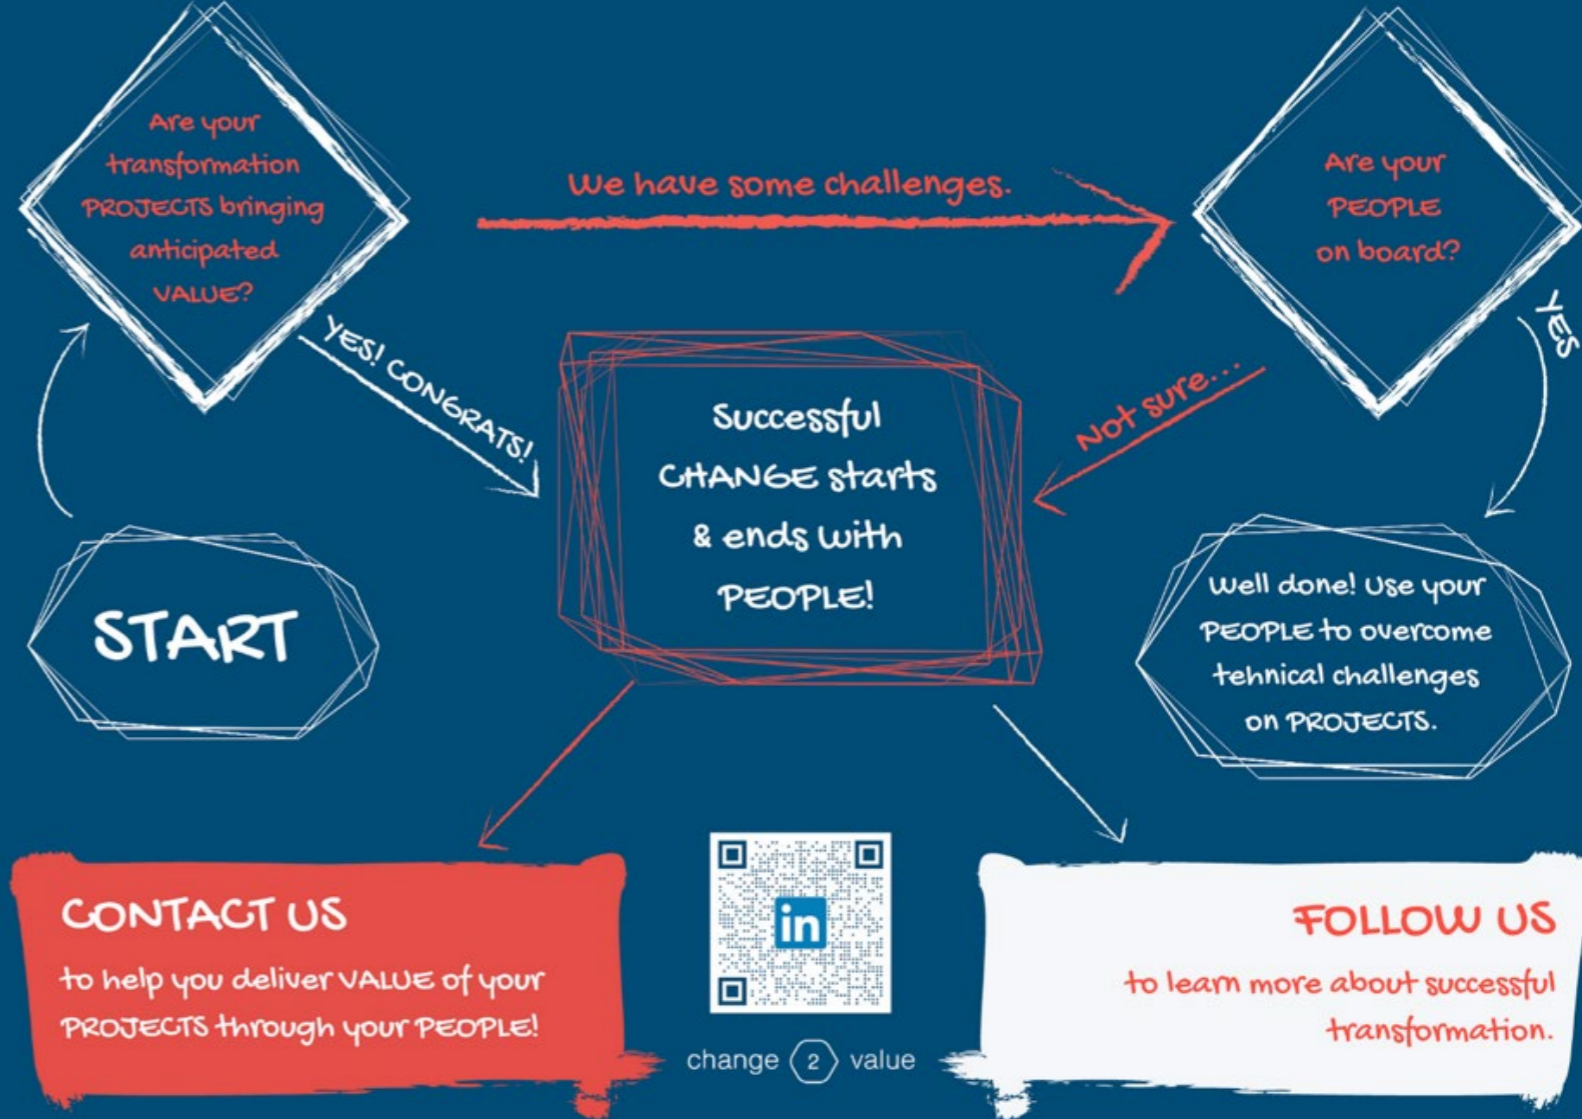 Are your
transformation
PROJECTS bringing
anticipated
VALUE?
We have some challenges.
Are your
PEOPLE
on board?
YES! CONGRATS!
Not sure...
YES
START
Successful
CHANGE starts
& ends with
PEOPLE!
Well done! Use your
PEOPLE to overcome
tehnical challenges
on PROJECTS.
CONTACT US
to help you deliver VALUE of your
PROJECTS through your PEOPLE!
in
change 2 value
FOLLOW US
to learn more about successful
transformation.